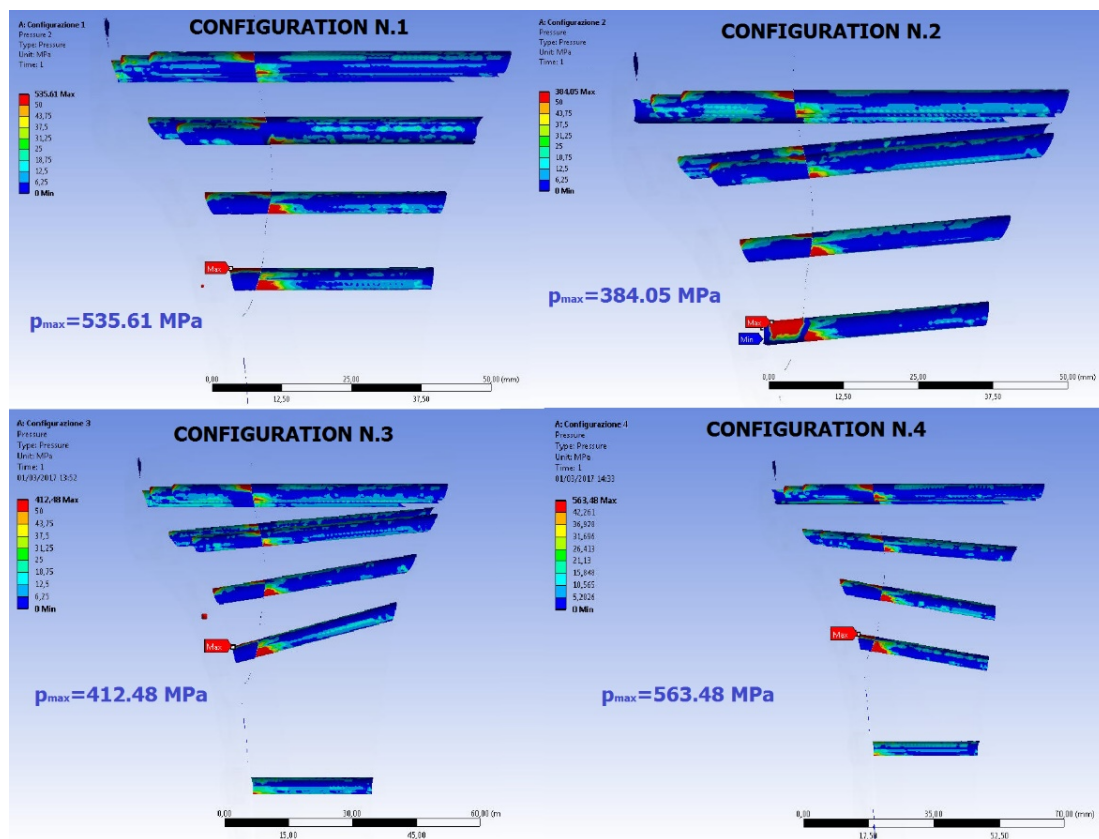 CONFIGURATION N.1
A: Configurazione 1
Pressure 2
Type: Pressure
Unit: MPa
Time: 1
535.61 Max
50
43,75
37,5
31,25
25
18,75
12,5
6,25
0 Min
Max
pmax=535.61 MPa
0,00
25,00
50,00 (mm)
12,50
37,50
CONFIGURATION N.2
A: Configurazione 2
Pressure
Type: Pressure
Unit: MPa
Time: 1
384.05 Max
50
43,75
37,5
31,25
25
18,75
12,5
6,25
0 Min
Max
Min
pmax=384.05 MPa
0,00
25,00
50,00 (mm)
12,50
37,50
CONFIGURATION N.3
A: Configurazione 3
Pressure
Type: Pressure
Unit: MPa
Time: 1
01/03/2017 13:52
412,48 Max
50
43,75
37,5
31,25
25
18,75
12,5
6,25
0 Min
Max
pmax=412.48 MPa
0,00
30,00
60,00 (m
15,00
45,00
CONFIGURATION N.4
A: Configurazione 4
Pressure
Type: Pressure
Unit: MPa
Time: 1
01/03/2017 14:33
563,48 Max
42,261
36,978
31,696
26,413
21,13
15,848
10,565
5,2826
0 Min
Max
pmax=563.48 MPa
0,00
35,00
70,00 (mm)
17,50
52,50